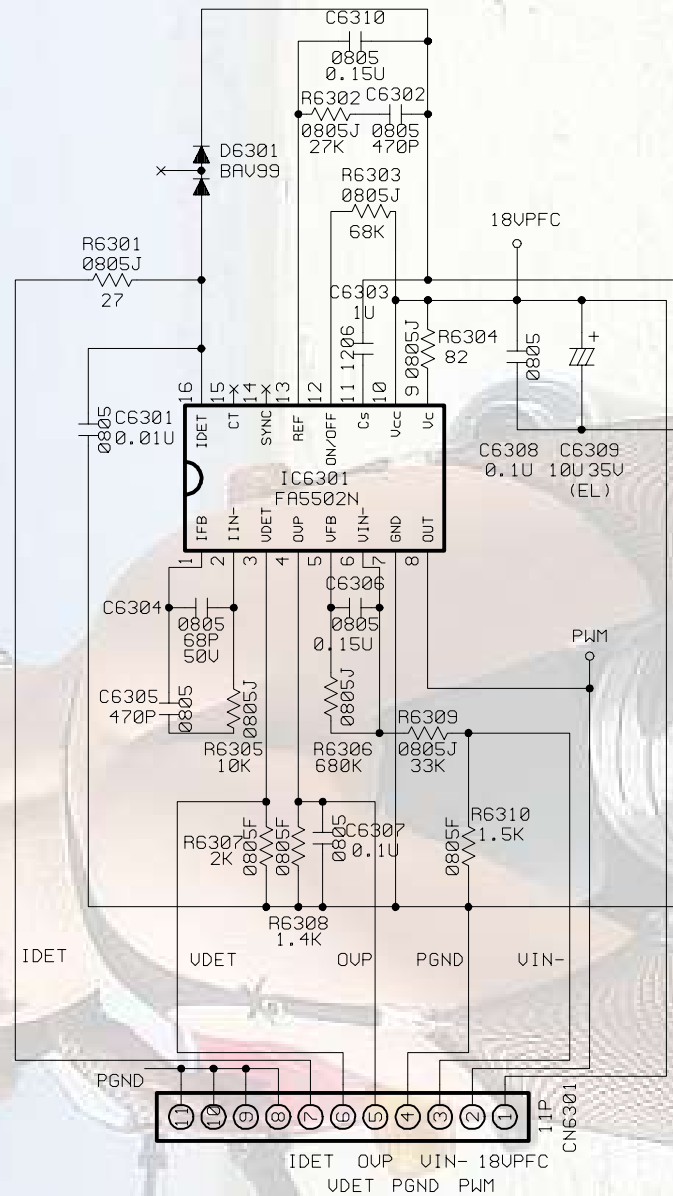 C6310
0805
0.15U
R6302
C6302
0805J
0805
27K
470P
D6301
BAV99
R6303
0805J
68K
18VPFC
R6301
0805J
27
C6303
1U
1206
0805J
R6304
82
0805
+
C6301
0.01U
0805
C6308
0.1U
C6309
10U 35V
(EL)
16
15
14
13
12
11
10
9
IDET
CT
SYNC
REF
ON/OFF
Cs
Vcc
Vc
IC6301
FA5502N
IFB
IIN-
VDET
OVP
VFB
VIN-
GND
OUT
1
2
3
4
5
6
7
8
C6304
0805
68P
50V
C6306
0805
0.15U
PWM
C6305
470P
0805
0805J
R6305
10K
0805J
R6306
680K
R6309
0805J
33K
R6307
2K
0805F
0805F
0805
C6307
0.1U
R6308
1.4K
0805F
R6310
1.5K
IDET
VDET
OVP
PGND
VIN-
PGND
11
10
9
8
7
6
5
4
3
2
1
11P
CN6301
IDET OVP VIN- 18VPFC
VDET PGND PWM